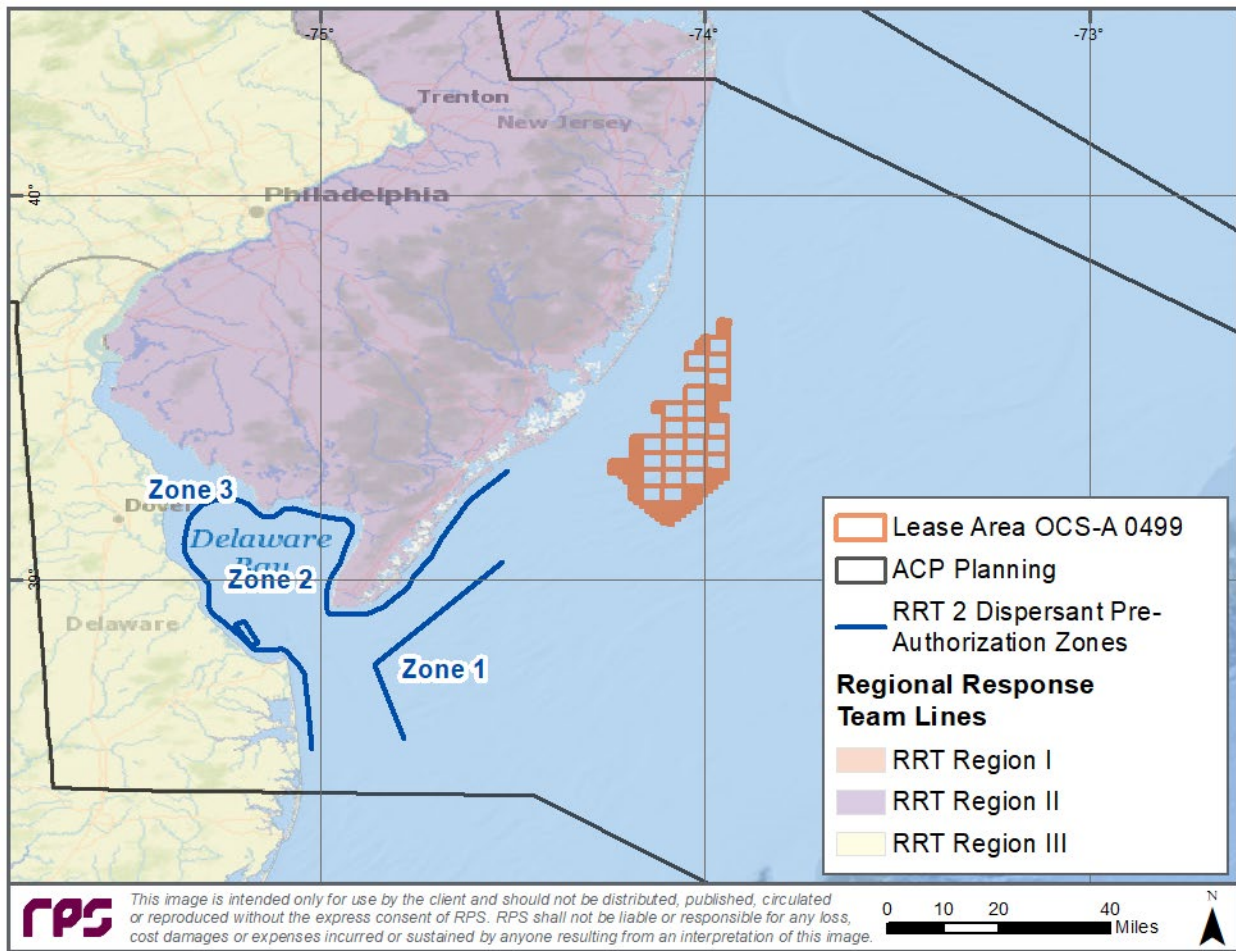 -75°
-74°
-73°
Trenton
New Jersey
40°
Philadelphia
Zone 3
Dover
Delaware
Bay
Zone 2
39°
Delaware
Zone 1
Lease Area OCS-A 0499
ACP Planning
RRT 2 Dispersant Pre-
Authorization Zones
Regional Response
Team Lines
RRT Region I
RRT Region II
RRT Region III
rps
This image is intended only for use by the client and should not be distributed, published, circulated
or reproduced without the express consent of RPS. RPS shall not be liable or responsible for any loss,
cost damages or expenses incurred or sustained by anyone resulting from an interpretation of this image.
0 10 20 40
Miles
N